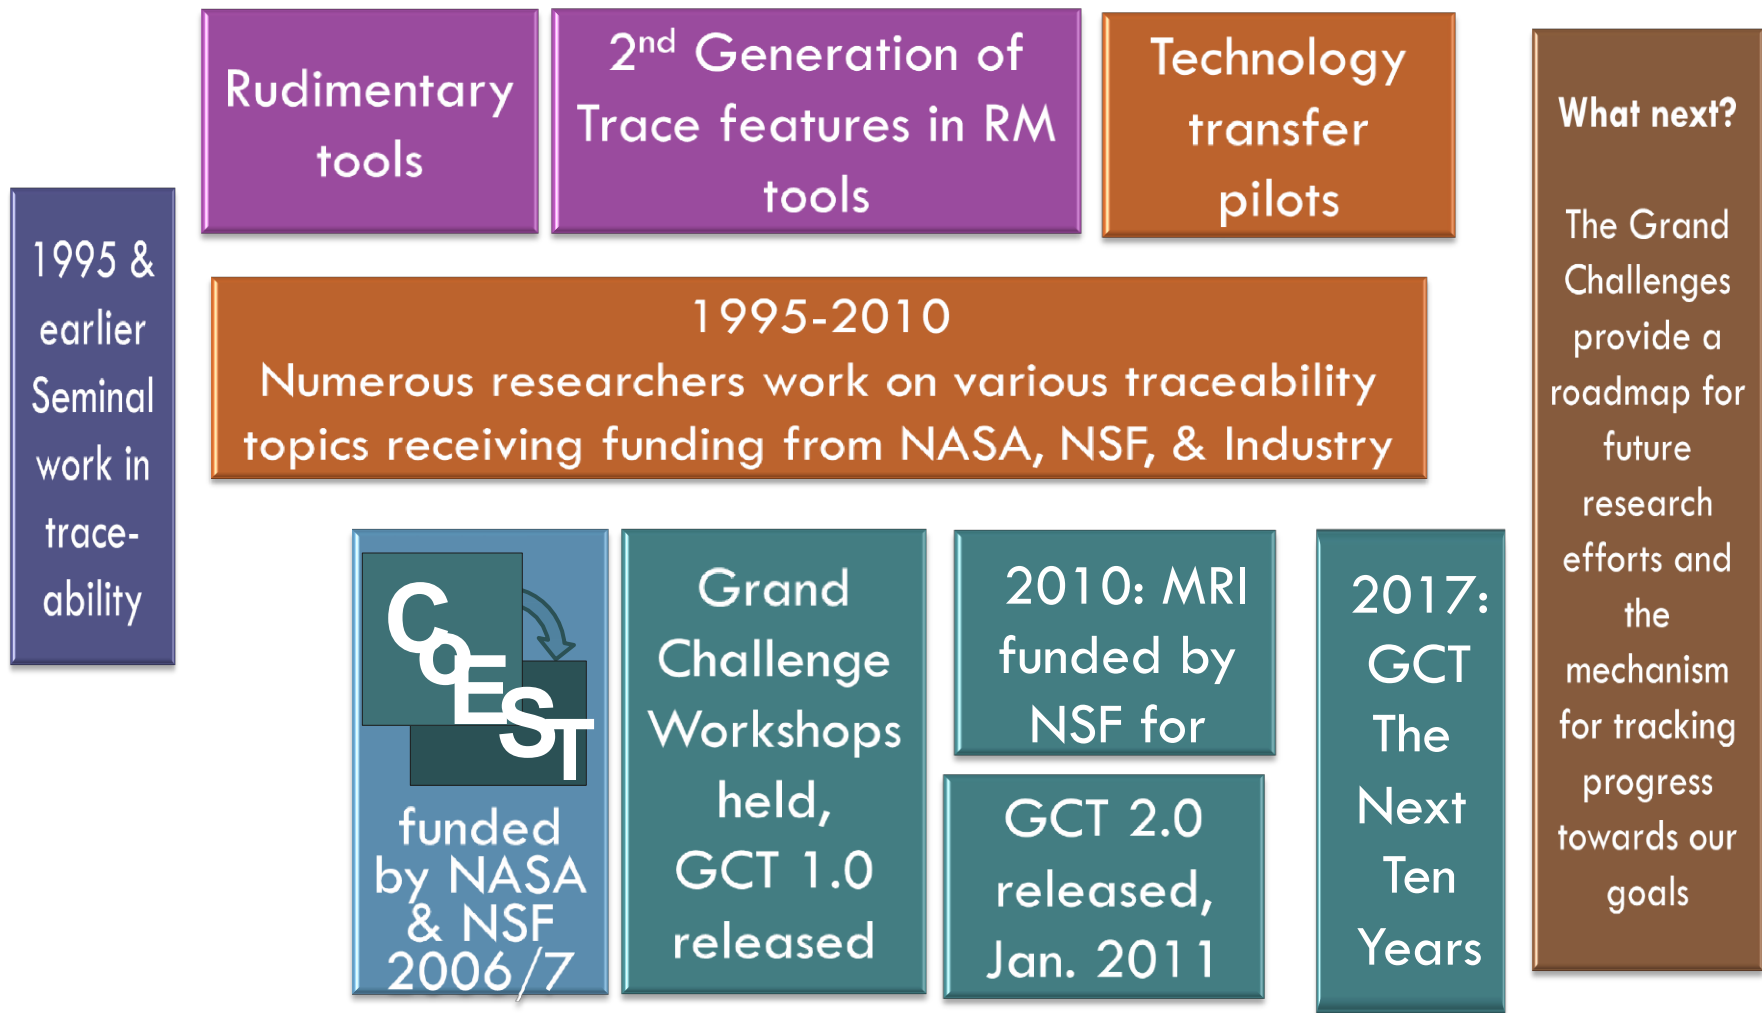 1995 &
earlier
Seminal
work in
trace-
ability
Rudimentary
tools
2nd Generation of
Trace features in RM
tools
Technology
transfer
pilots
1995-2010
Numerous researchers work on various traceability
topics receiving funding from NASA, NSF, & Industry
CoEST
funded
by NASA
& NSF
2006/7
Grand
Challenge
Workshops
held,
GCT 1.0
released
2010: MRI
funded by
NSF for
GCT 2.0
released,
Jan. 2011
2017:
GCT
The
Next
Ten
Years
What next?
The Grand
Challenges
provide a
roadmap for
future
research
efforts and
the
mechanism
for tracking
progress
towards our
goals